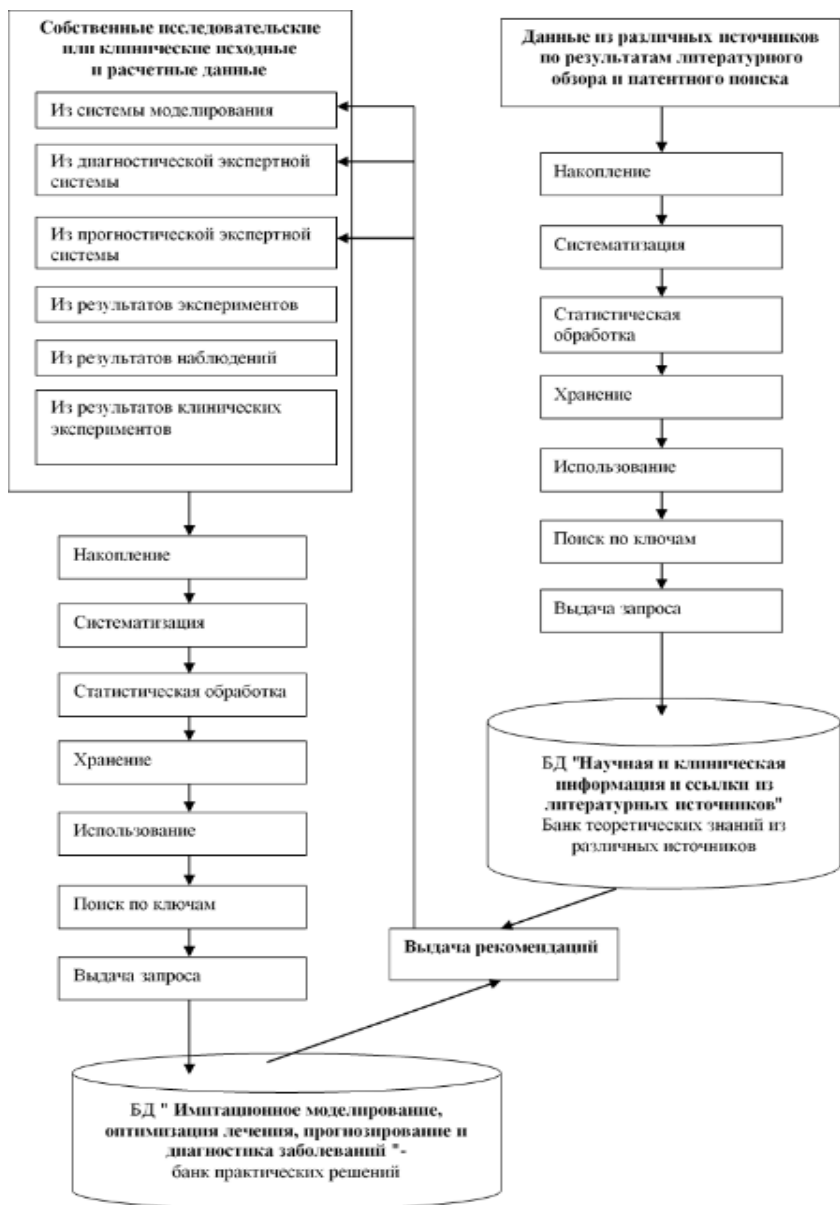 Собственные исследовательские
или клинические исходные
и расчетные данные
Из системы моделирования
Из диагностической экспертной
системы
Из прогностической экспертной
системы
Из результатов экспериментов
Из результатов наблюдений
Из результатов клинических
экспериментов
Накопление
Систематизация
Статистическая обработка
Хранение
Использование
Поиск по ключам
Выдача запроса
БД " Имитационное моделирование,
оптимизация лечения, прогнозирование и
диагностика заболеваний "-
банк практических решений
Данные из различных источников
по результатам литературного
обзора и патентного поиска
Накопление
Систематизация
Статистическая
обработка
Хранение
Использование
Поиск по ключам
Выдача запроса
БД "Научная и клиническая
информация и ссылки из
литературных источников"
Банк теоретических знаний из
различных источников
Выдача рекомендаций